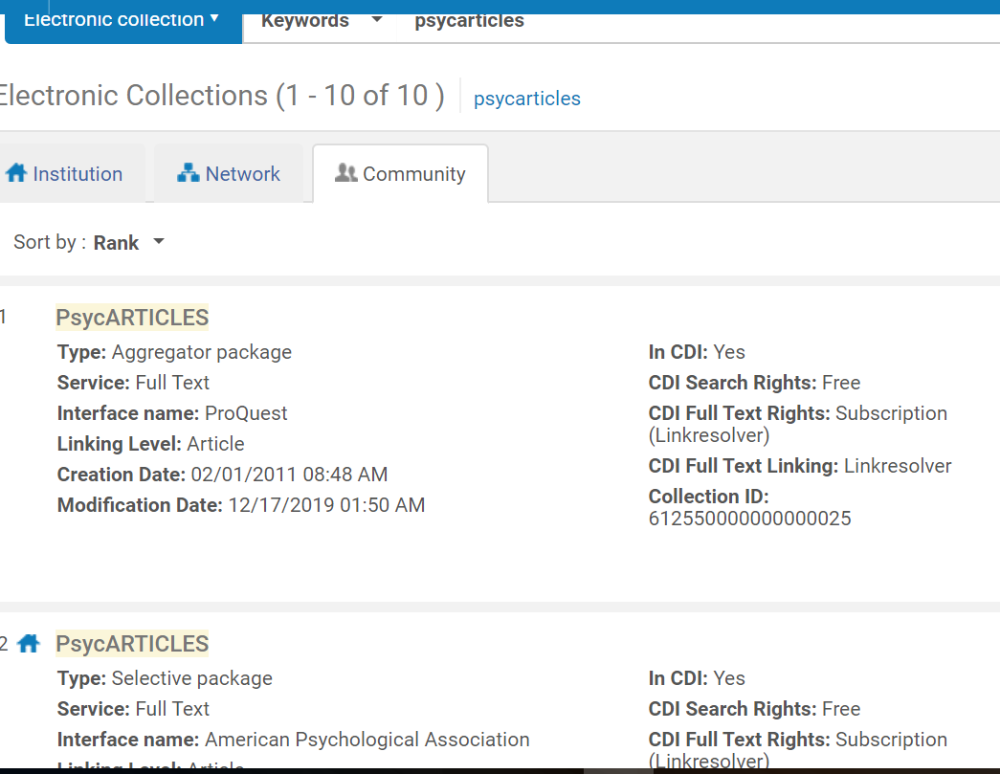 Electronic collection ▾ Keywords psycarticles
Electronic Collections (1 - 10 of 10 ) psycarticles
Institution Network Community
Sort by : Rank
1 PsycARTICLES
Type: Aggregator package
Service: Full Text
Interface name: ProQuest
Linking Level: Article
Creation Date: 02/01/2011 08:48 AM
Modification Date: 12/17/2019 01:50 AM
In CDI: Yes
CDI Search Rights: Free
CDI Full Text Rights: Subscription
(Linkresolver)
CDI Full Text Linking: Linkresolver
Collection ID:
612550000000000025
2 PsycARTICLES
Type: Selective package
Service: Full Text
Interface name: American Psychological Association
Linking Level: Article
In CDI: Yes
CDI Search Rights: Free
CDI Full Text Rights: Subscription
(Linkresolver)